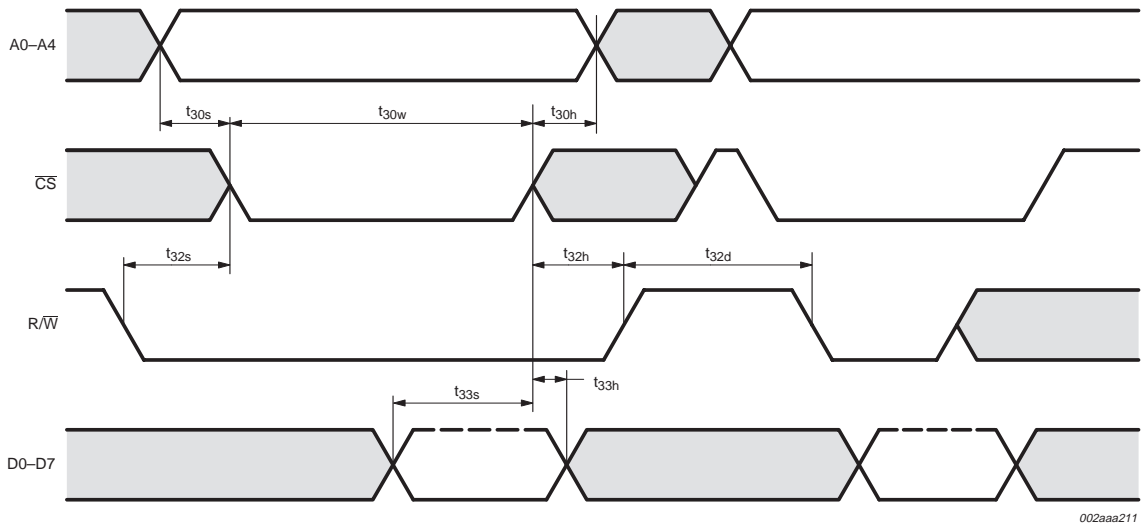 A0–A4
t30s
t30w
t30h
CS
t32s
t32h
t32d
R/W
t33s
t33h
D0–D7
002aaa211